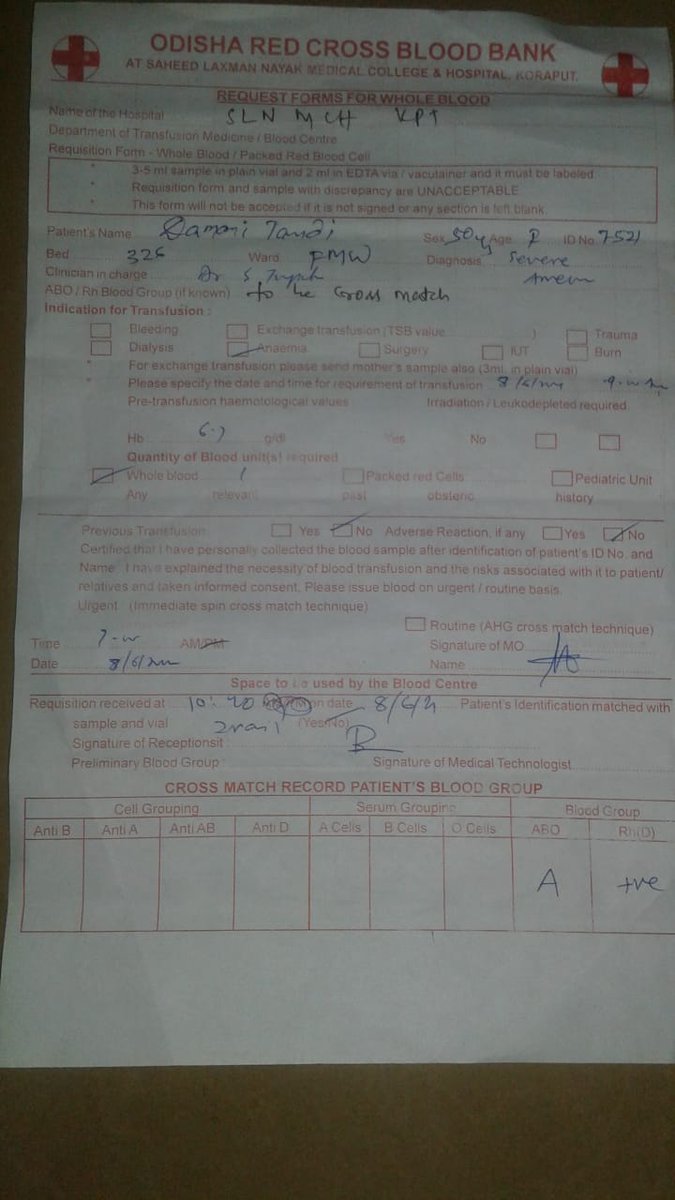 ODISHA RED CROSS BLOOD BANK
AT SAHEED LAXMAN NAYAK MEDICAL COLLEGE & HOSPITAL, KORAPUT.
REQUEST FORMS FOR WHOLE BLOOD
Name of the Hospital SLN MCH KPT
Department of Transfusion Medicine / Blood Centre
Requisition Form - Whole Blood / Packed Red Blood Cell
3-5 ml sample in plain vial and 2 ml in EDTA via / vacutainer and it must be labeled
Requisition form and sample with discrepancy are UNACCEPTABLE
This form will not be accepted if it is not signed or any section is left blank.
Patient's Name Sex 50 y Age F ID No. 7521
Bed 326 Ward FMW Diagnosis Severe
Clinician in charge Dr S
ABO / Rh Blood Group (if known) to be cross match
Indication for Transfusion :
Bleeding Exchange transfusion (TSB value ) Trauma
Dialysis Anaemia Surgery IUT Burn
For exchange transfusion please send mother's sample also (3ml. in plain vial)
Please specify the date and time for requirement of transfusion 8/6/
Pre-transfusion haemotological values Irradiation / Leukodepleted required
Hb g/dl Yes No
Quantity of Blood unit(s) required
Whole blood 1 Packed red Cells Pediatric Unit
Any relevant past obsteric history
Previous Transfusion Yes No Adverse Reaction, if any Yes No
Certified that I have personally collected the blood sample after identification of patient's ID No. and
Name. I have explained the necessity of blood transfusion and the risks associated with it to patient/
relatives and taken informed consent. Please issue blood on urgent / routine basis.
Urgent (Immediate spin cross match technique)
Routine (AHG cross match technique)
Time AM/PM Signature of MO
Date 8/6/ Name
Space to be used by the Blood Centre
Requisition received at 10:20 on date 8/6/21 Patient's Identification matched with
sample and vial (Yes/No)
Signature of Receptionsit :
Preliminary Blood Group : Signature of Medical Technologist
CROSS MATCH RECORD PATIENT'S BLOOD GROUP
Cell Grouping Serum Grouping Blood Group
Anti B Anti A Anti AB Anti D A Cells B Cells O Cells ABO Rh(D)
A +ve